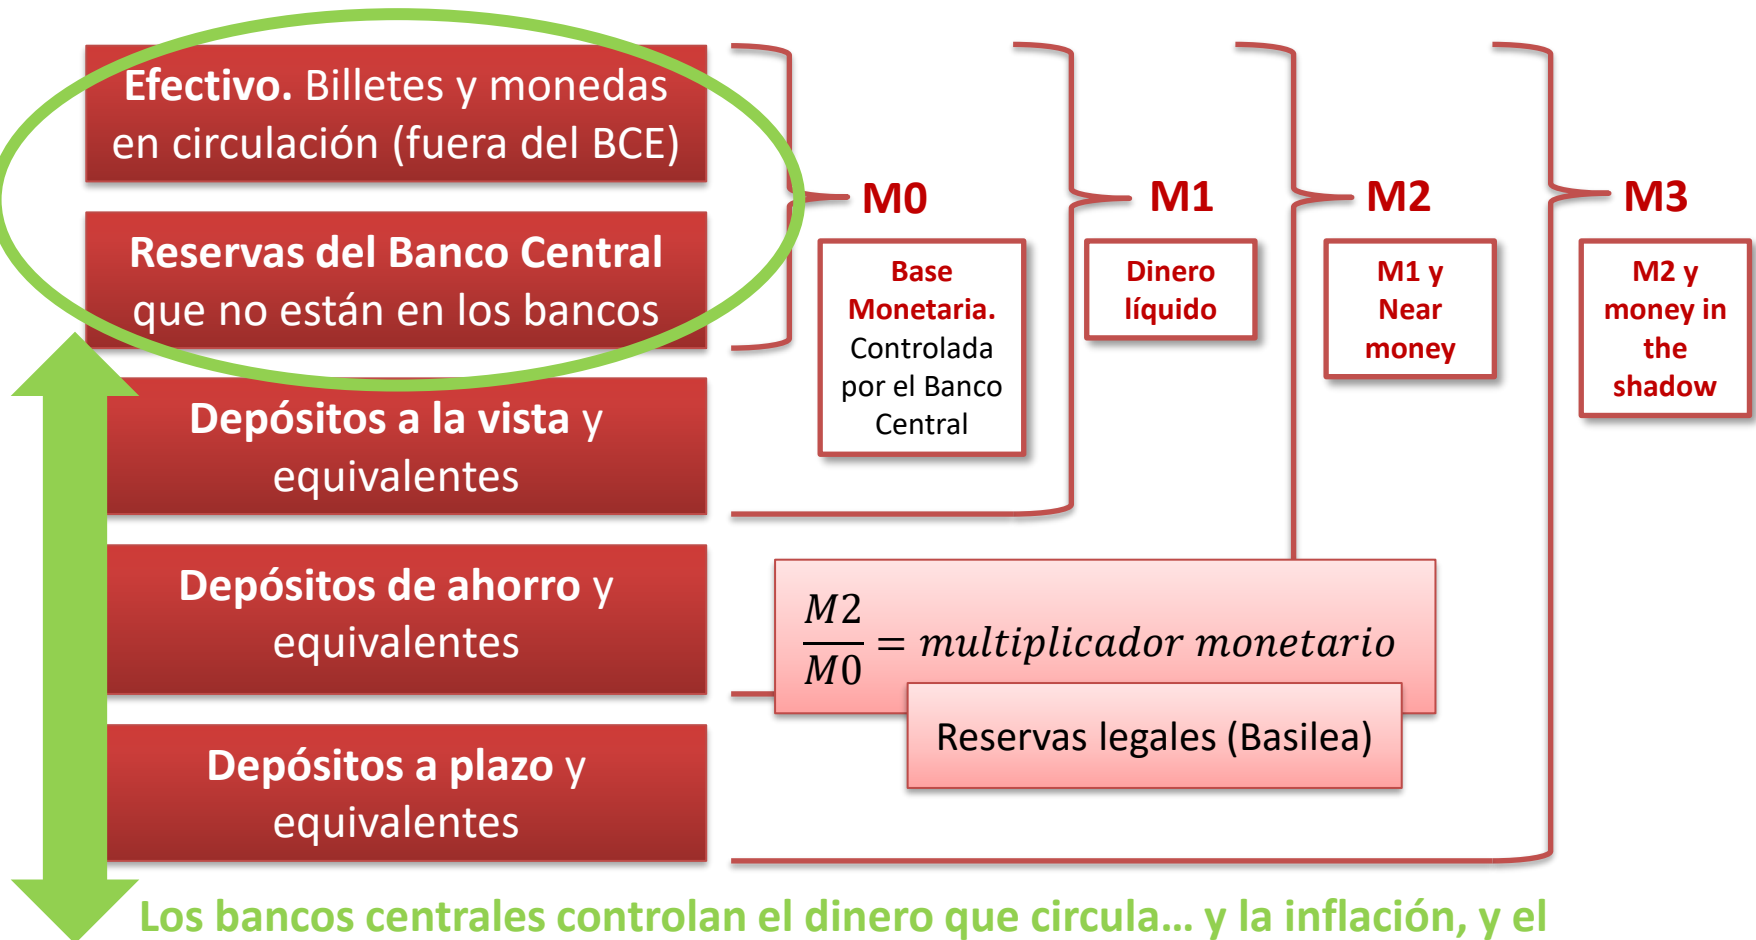 Efectivo. Billetes y monedas
en circulación (fuera del BCE)
Reservas del Banco Central
que no están en los bancos
Depósitos a la vista y
equivalentes
Depósitos de ahorro y
equivalentes
Depósitos a plazo y
equivalentes
M0
Base
Monetaria.
Controlada
por el Banco
Central
M1
Dinero
líquido
M2
M1 y
Near
money
M3
M2 y
money in
the
shadow
M2
M0
= multiplicador monetario
Reservas legales (Basilea)
Los bancos centrales controlan el dinero que circula... y la inflación, y el